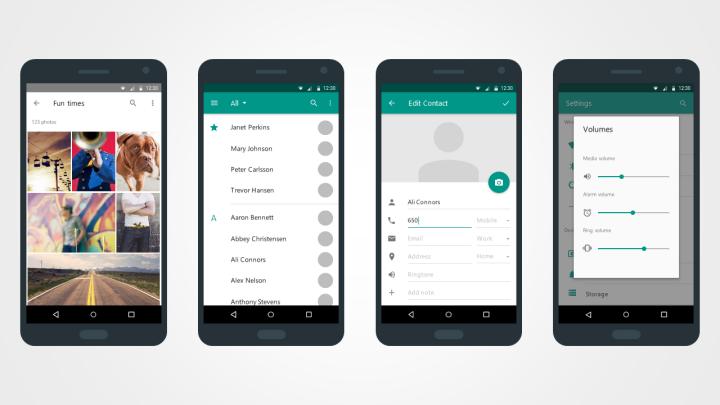 12:30
Fun times
123 photos
12:30
All
Janet Perkins
Mary Johnson
Peter Carlsson
Trevor Hansen
A
Aaron Bennett
Abbey Christensen
Ali Connors
Alex Nelson
Anthony Stevens
12:30
Edit Contact
Ali Connors
650 Mobile
Email Work
Address Home
Ringtone
Add note
12:30
Settings
Volumes
Media volume
Alarm volume
Ring volume
Storage